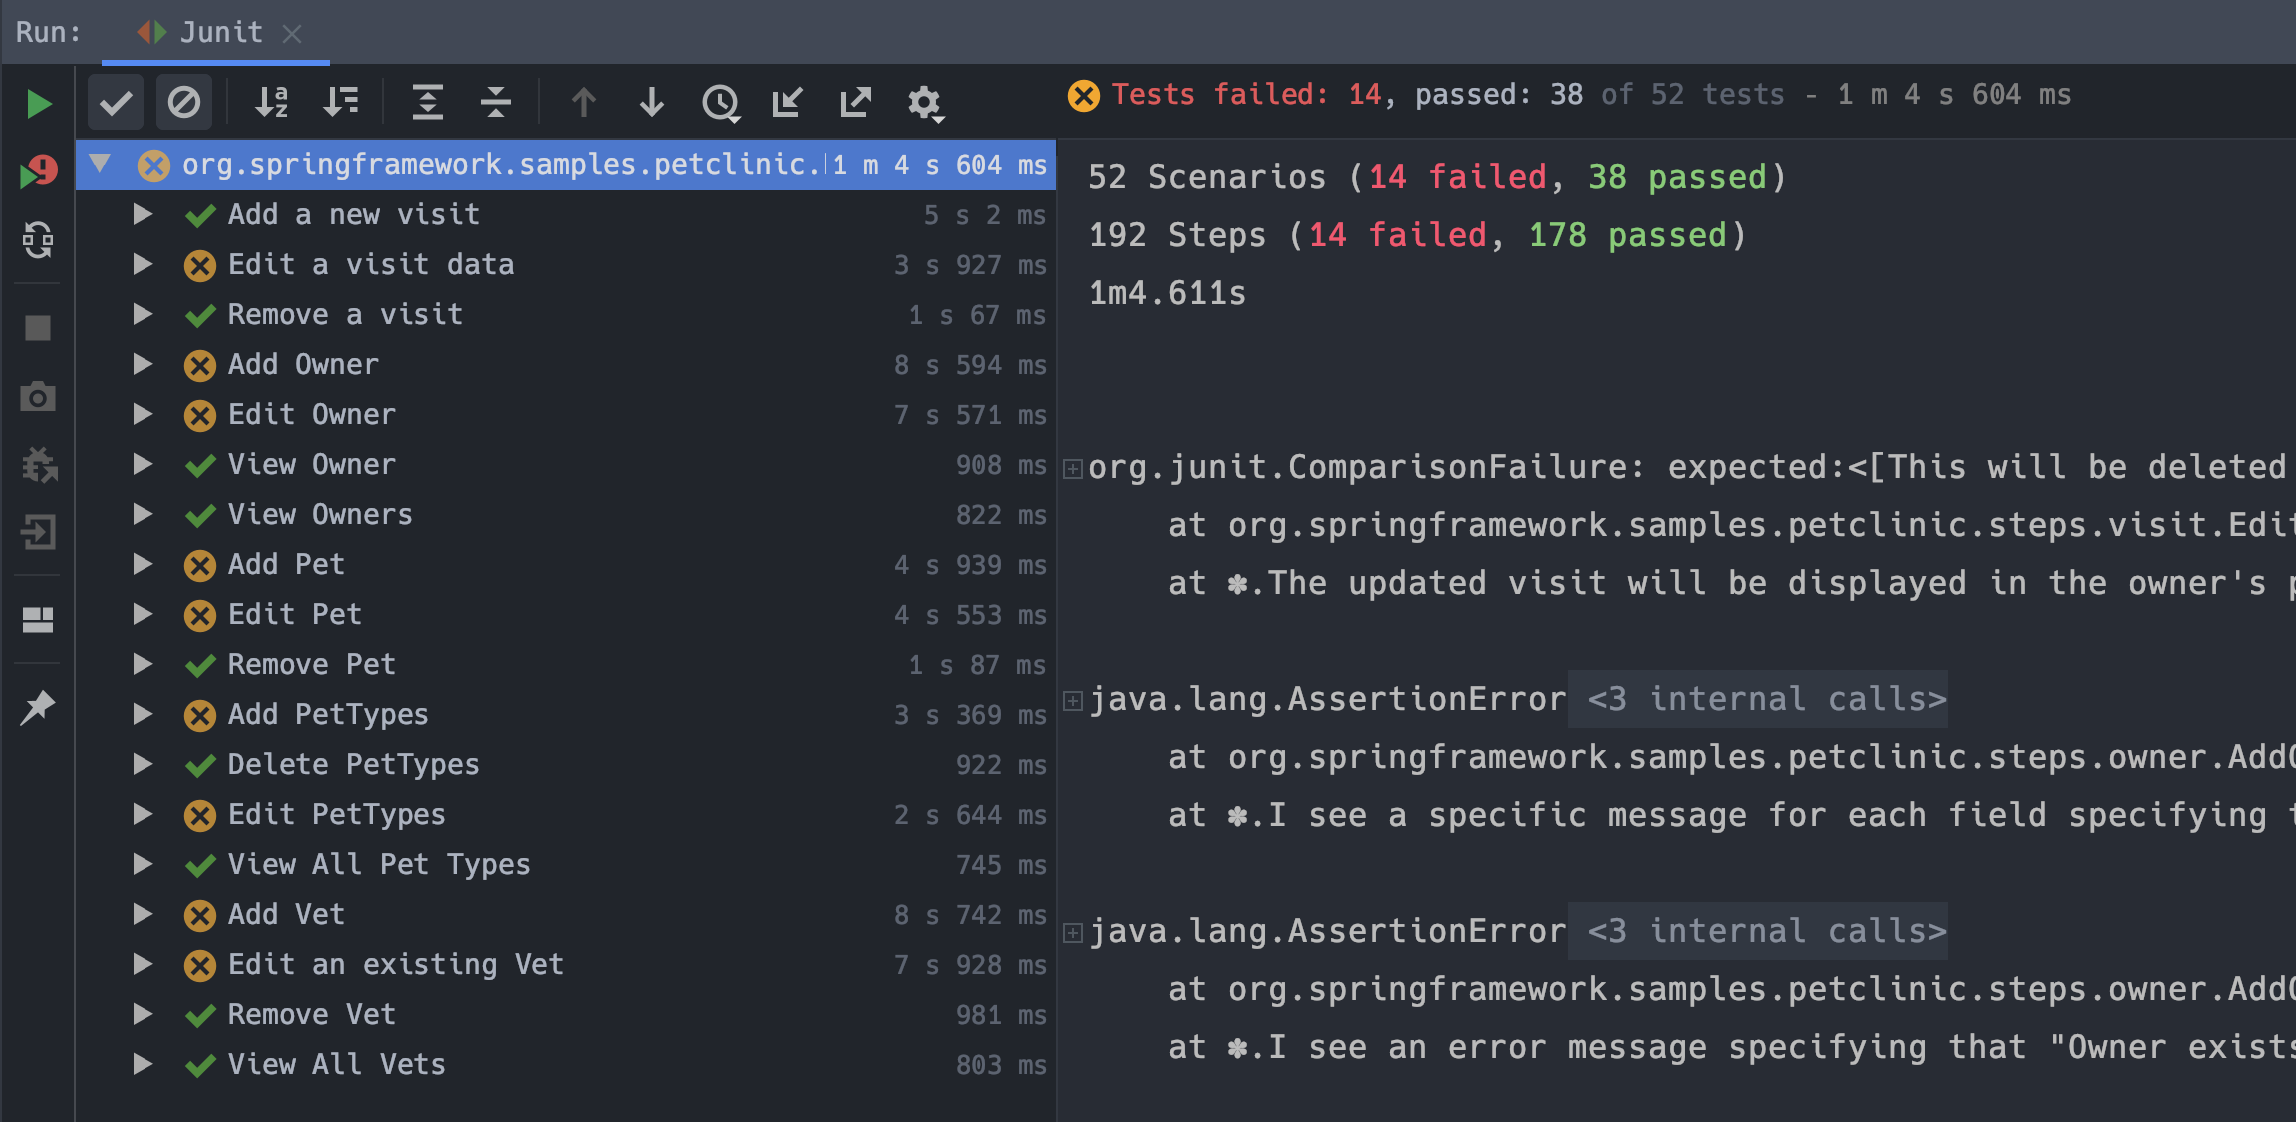 Run: Junit
Tests failed: 14, passed: 38 of 52 tests - 1 m 4 s 604 ms
org.springframework.samples.petclinic. 1 m 4 s 604 ms
Add a new visit 5 s 2 ms
Edit a visit data 3 s 927 ms
Remove a visit 1 s 67 ms
Add Owner 8 s 594 ms
Edit Owner 7 s 571 ms
View Owner 908 ms
View Owners 822 ms
Add Pet 4 s 939 ms
Edit Pet 4 s 553 ms
Remove Pet 1 s 87 ms
Add PetTypes 3 s 369 ms
Delete PetTypes 922 ms
Edit PetTypes 2 s 644 ms
View All Pet Types 745 ms
Add Vet 8 s 742 ms
Edit an existing Vet 7 s 928 ms
Remove Vet 981 ms
View All Vets 803 ms
52 Scenarios (14 failed, 38 passed)
192 Steps (14 failed, 178 passed)
1m4.611s
org.junit.ComparisonFailure: expected:<[This will be deleted
at org.springframework.samples.petclinic.steps.visit.Edit
at ✽.The updated visit will be displayed in the owner's p
java.lang.AssertionError <3 internal calls>
at org.springframework.samples.petclinic.steps.owner.AddO
at ✽.I see a specific message for each field specifying t
java.lang.AssertionError <3 internal calls>
at org.springframework.samples.petclinic.steps.owner.AddO
at ✽.I see an error message specifying that "Owner exists